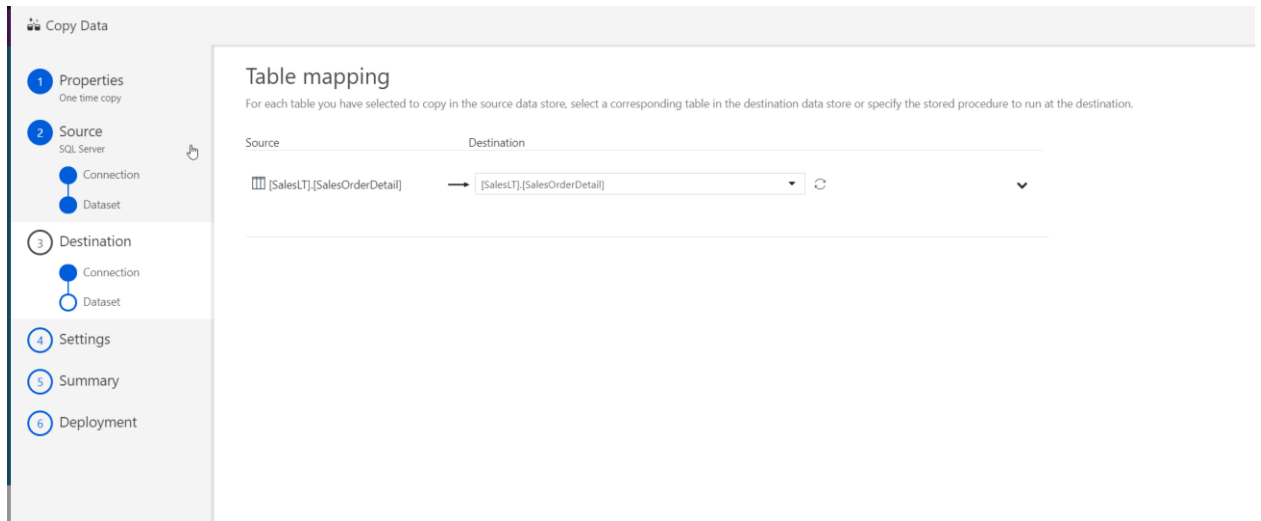 Copy Data
1 Properties
One time copy
2 Source
SQL Server
Connection
Dataset
3 Destination
Connection
Dataset
4 Settings
5 Summary
6 Deployment
Table mapping
For each table you have selected to copy in the source data store, select a corresponding table in the destination data store or specify the stored procedure to run at the destination.
Source Destination
[SalesLT].[SalesOrderDetail] [SalesLT].[SalesOrderDetail]